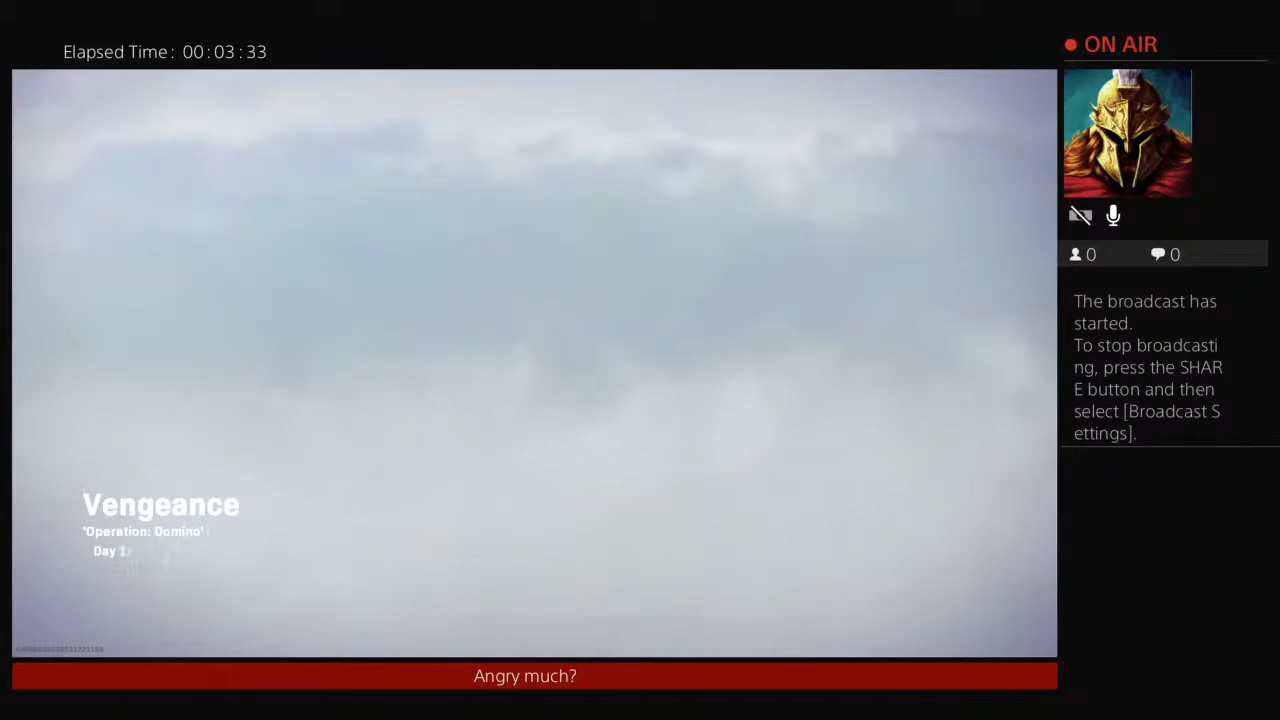 Elapsed Time: 00:03:33
ON AIR
0 0
The broadcast has
started.
To stop broadcasti
ng, press the SHAR
E button and then
select [Broadcast S
ettings].
Vengeance
'Operation: Domino'
Day 1
Angry much?